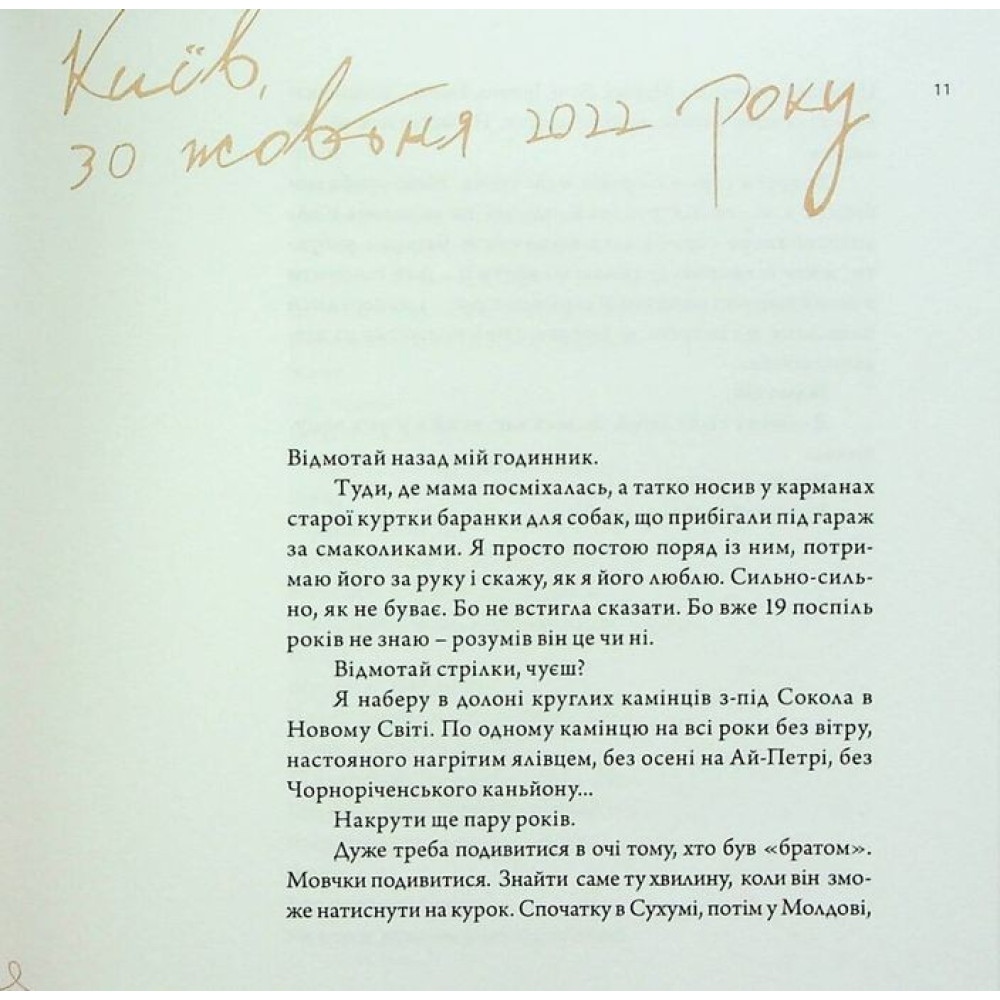 Київ,
30 жовтня 2022 року
11
Відмотай назад мій годинник.
Туди, де мама посміхалась, а татко носив у карманах
старої куртки баранки для собак, що прибігали під гараж
за смаколиками. Я просто постою поряд із ним, потри-
маю його за руку і скажу, як я його люблю. Сильно-силь-
но, як не буває. Бо не встигла сказати. Бо вже 19 поспіль
років не знаю – розумів він це чи ні.
Відмотай стрілки, чуєш?
Я наберу в долоні круглих камінців з-під Сокола в
Новому Світі. По одному камінцю на всі роки без вітру,
настояного нагрітим ялівцем, без осені на Ай-Петрі, без
Чорноріченського каньйону...
Накрути ще пару років.
Дуже треба подивитися в очі тому, хто був «братом».
Мовчки подивитися. Знайти саме ту хвилину, коли він змо-
же натиснути на курок. Спочатку в Сухумі, потім у Молдові,